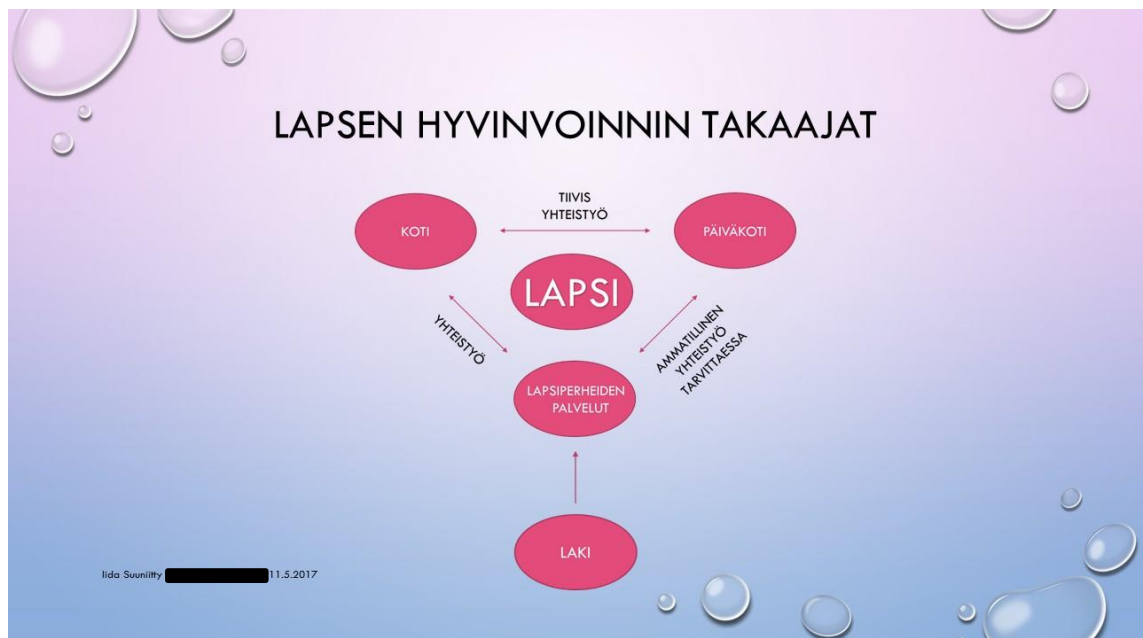 LAPSEN HYVINVOINNIN TAKAAJAT
TIIVIS
YHTEISTYÖ
KOTI
PÄIVÄKOTI
LAPSI
YHTEISTYÖ
AMMATILLINEN
YHTEISTYÖ
TARVITTAESSA
LAPSIPERHEIDEN
PALVELUT
LAKI
Iida Suuniitty 11.5.2017